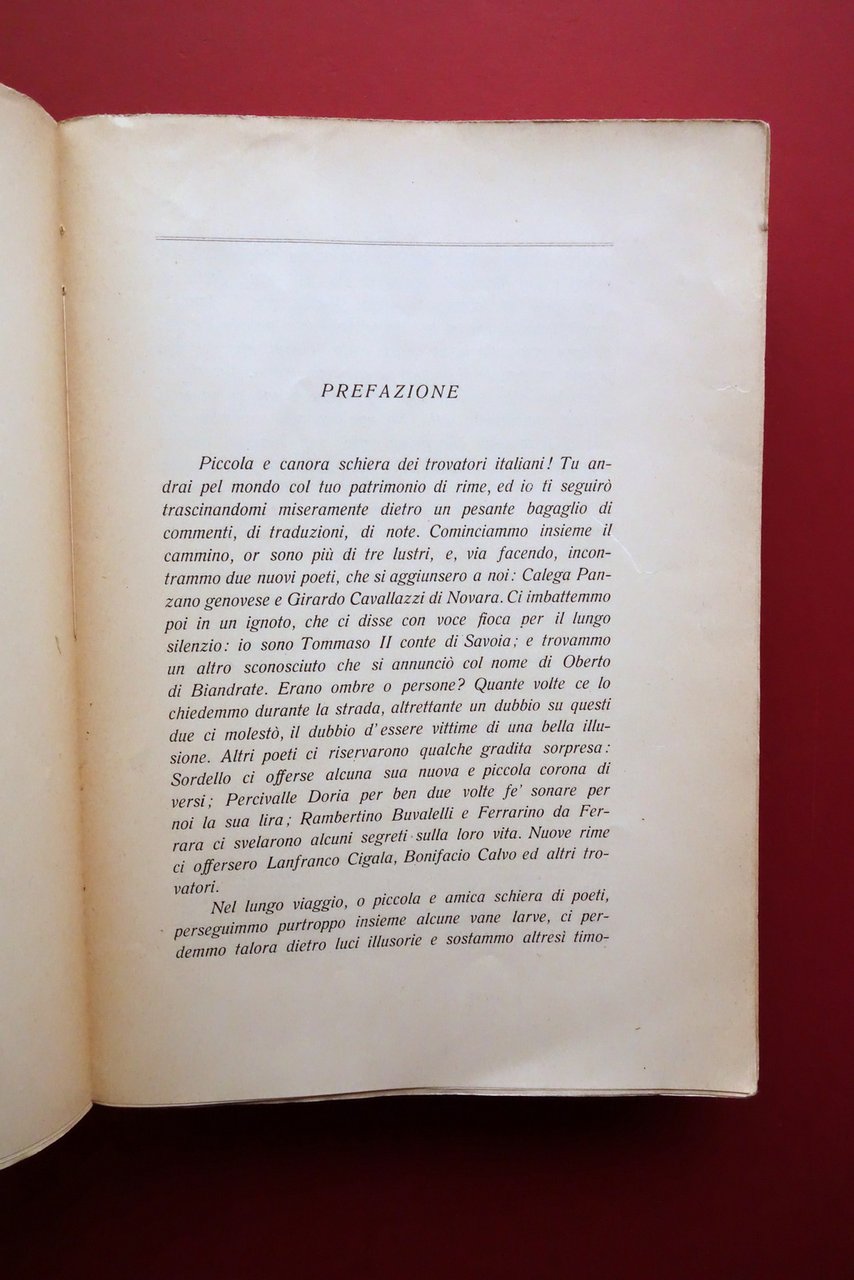 PREFAZIONE
Piccola e canora schiera dei trovatori italiani! Tu an-
drai pel mondo col tuo patrimonio di rime, ed io ti seguirò
trascinandomi miseramente dietro un pesante bagaglio di
commenti, di traduzioni, di note. Cominciammo insieme il
cammino, or sono più di tre lustri, e, via facendo, incon-
trammo due nuovi poeti, che si aggiunsero a noi: Calega Pan-
zano genovese e Girardo Cavallazzi di Novara. Ci imbattemmo
poi in un ignoto, che ci disse con voce fioca per il lungo
silenzio: io sono Tommaso II conte di Savoia; e trovammo
un altro sconosciuto che si annunciò col nome di Oberto
di Biandrate. Erano ombre o persone? Quante volte ce lo
chiedemmo durante la strada, altrettante un dubbio su questi
due ci molestò, il dubbio d'essere vittime di una bella illu-
sione. Altri poeti ci riservarono qualche gradita sorpresa:
Sordello ci offerse alcuna sua nuova e piccola corona di
versi; Percivalle Doria per ben due volte fe' sonare per
noi la sua lira; Rambertino Buvalelli e Ferrarino da Fer-
rara ci svelarono alcuni segreti sulla loro vita. Nuove rime
ci offersero Lanfranco Cigala, Bonifacio Calvo ed altri tro-
vatori.
Nel lungo viaggio, o piccola e amica schiera di poeti,
perseguimmo purtroppo insieme alcune vane larve, ci per-
demmo talora dietro luci illusorie e sostammo altresì timo-